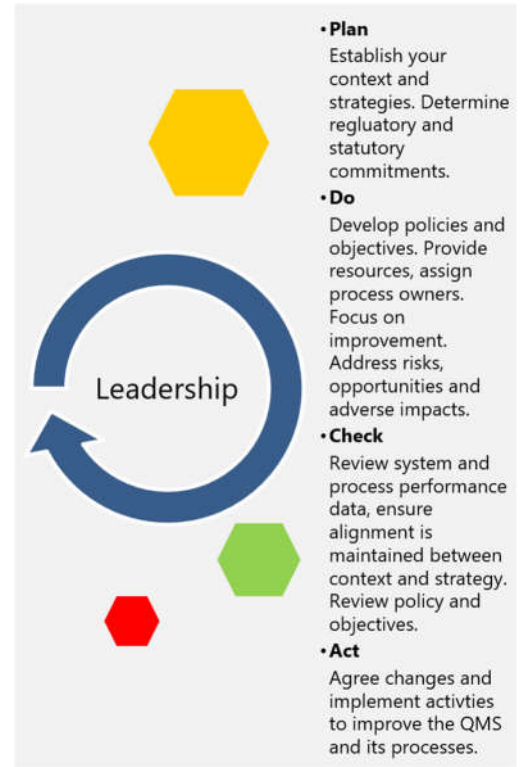 Leadership
• Plan
Establish your
context and
strategies. Determine
regluatory and
statutory
commitments.
• Do
Develop policies and
objectives. Provide
resources, assign
process owners.
Focus on
improvement.
Address risks,
opportunities and
adverse impacts.
• Check
Review system and
process performance
data, ensure
alignment is
maintained between
context and strategy.
Review policy and
objectives.
• Act
Agree changes and
implement activties
to improve the QMS
and its processes.